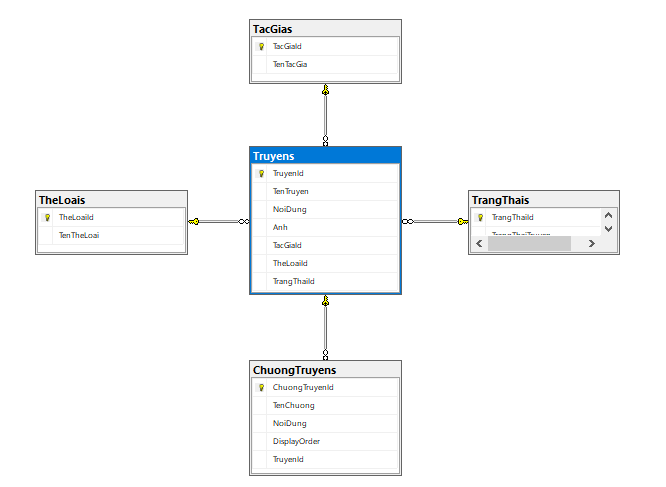 TacGias
TacGiaId
TenTacGia
Truyens
TruyenId
TenTruyen
NoiDung
Anh
TacGiaId
TheLoaiId
TrangThaiId
TheLoais
TheLoaiId
TenTheLoai
TrangThais
TrangThaiId
ChuongTruyens
ChuongTruyenId
TenChuong
NoiDung
DisplayOrder
TruyenId